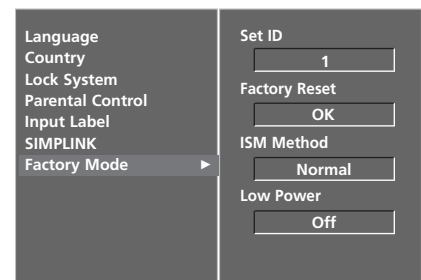 Language
Country
Lock System
Parental Control
Input Label
SIMPLINK
Factory Mode ►
Set ID
1
Factory Reset
OK
ISM Method
Normal
Low Power
Off